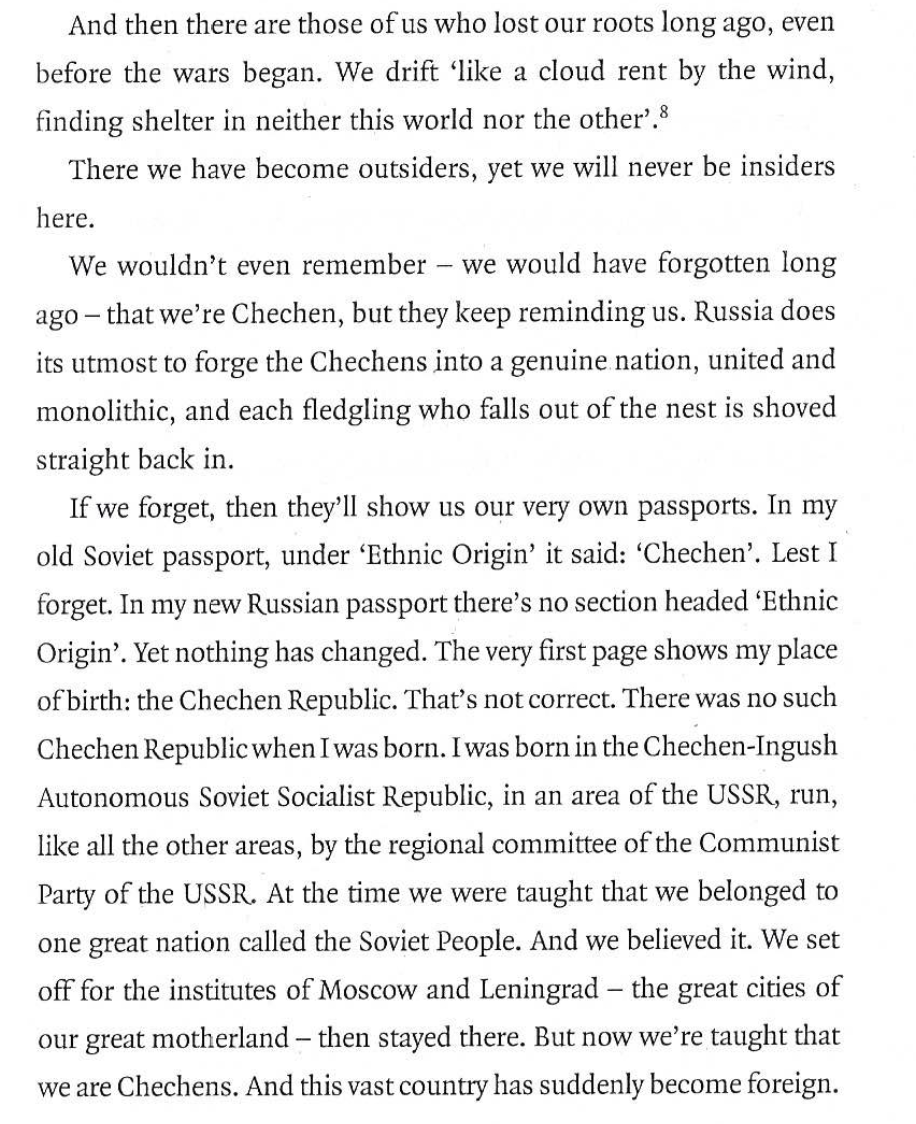 And then there are those of us who lost our roots long ago, even
before the wars began. We drift ‘like a cloud rent by the wind,
finding shelter in neither this world nor the other’.⁸
There we have become outsiders, yet we will never be insiders
here.
We wouldn’t even remember – we would have forgotten long
ago – that we’re Chechen, but they keep reminding us. Russia does
its utmost to forge the Chechens into a genuine nation, united and
monolithic, and each fledgling who falls out of the nest is shoved
straight back in.
If we forget, then they’ll show us our very own passports. In my
old Soviet passport, under ‘Ethnic Origin’ it said: ‘Chechen’. Lest I
forget. In my new Russian passport there’s no section headed ‘Ethnic
Origin’. Yet nothing has changed. The very first page shows my place
of birth: the Chechen Republic. That’s not correct. There was no such
Chechen Republic when I was born. I was born in the Chechen-Ingush
Autonomous Soviet Socialist Republic, in an area of the USSR, run,
like all the other areas, by the regional committee of the Communist
Party of the USSR. At the time we were taught that we belonged to
one great nation called the Soviet People. And we believed it. We set
off for the institutes of Moscow and Leningrad – the great cities of
our great motherland – then stayed there. But now we’re taught that
we are Chechens. And this vast country has suddenly become foreign.